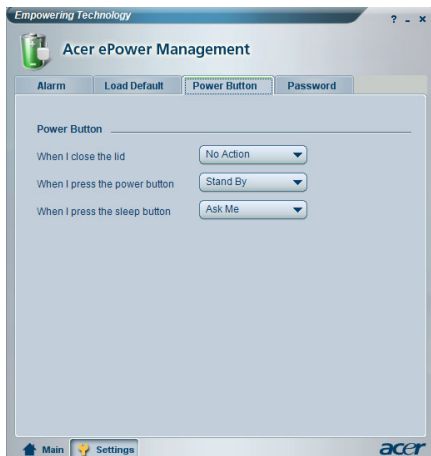 Empowering Technology
? - x
Acer ePower Management
Alarm Load Default Power Button Password
Power Button
When I close the lid No Action
When I press the power button Stand By
When I press the sleep button Ask Me
Main Settings acer